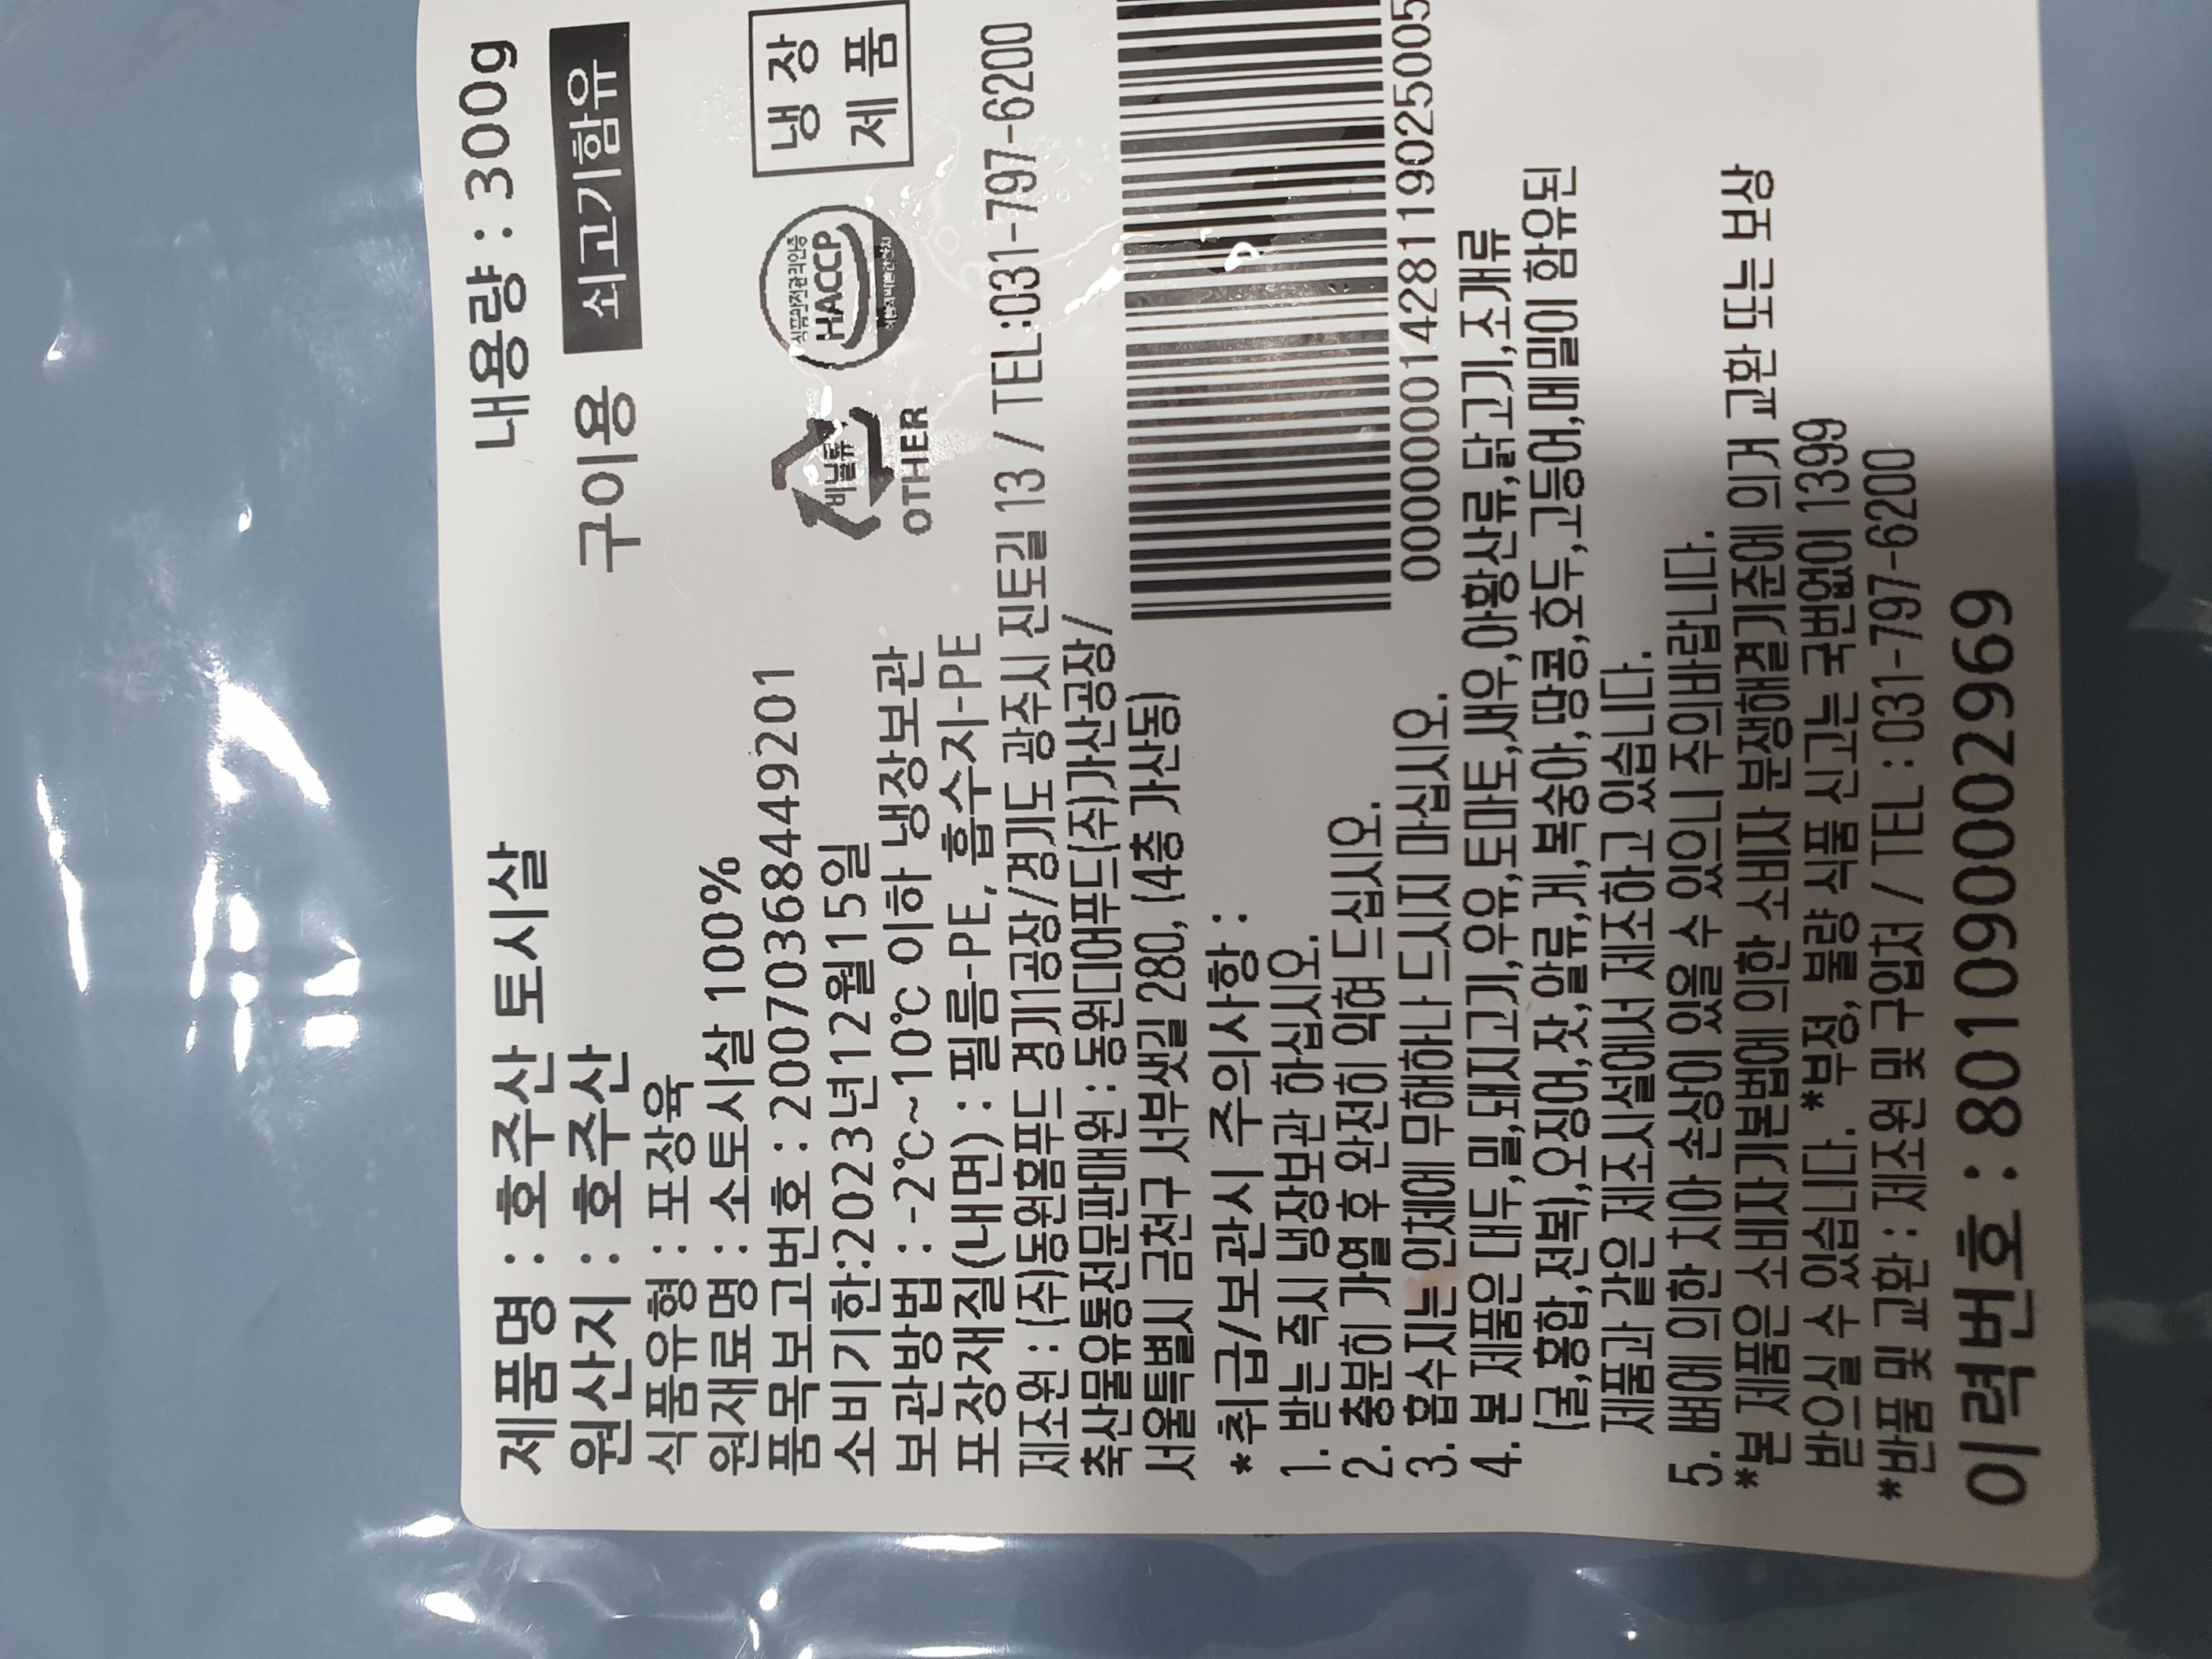 제품명 : 호주산 토시살 내용량 : 300g
원산지 : 호주산 구이용 쇠고기함유
식품유형 : 포장육
원재료명 : 소토시살 100%
품목보고번호 : 20070368449201
소비기한:2023년12월15일
보관방법 : -2℃~10℃ 이하 냉장보관
포장재질(내면) : 필름-PE, 흡수지-PE
비닐류
OTHER
식품안전관리인증
HACCP
냉장
제품
제조원 : (주)동원홈푸드 경기1공장/경기도 광주시 진토길 13 / TEL:031-797-6200
축산물유통전문판매원 : 동원디어푸드(주)가산공장/
서울특별시 금천구 서부샛길 280, (4층 가산동)
*취급/보관시 주의사항 :
1. 받는 즉시 냉장보관 하십시오.
2. 충분히 가열 후 완전히 익혀 드십시오.
3. 흡수지는 인체에 무해하나 드시지 마십시오.
4. 본 제품은 대두,밀,돼지고기,우유,토마토,새우,아황산류,닭고기,조개류
(굴,홍합,전복),오징어,잣,알류,게,복숭아,땅콩,호두,고등어,메밀이 함유된
제품과 같은 제조시설에서 제조하고 있습니다.
5. 뼈에 의한 치아 손상이 있을 수 있으니 주의바랍니다.
*본 제품은 소비자기본법에 의한 소비자 분쟁해결기준에 의거 교환 또는 보상
받으실 수 있습니다. *부정, 불량 식품 신고는 국번없이 1399
*반품 및 교환 : 제조원 및 구입처 / TEL : 031-797-6200
이력번호 : 801090002969